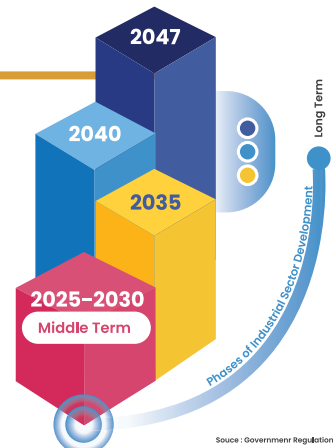 2047
2040
2035
2025–2030
Middle Term
Long Term
Phases of Industrial Sector Development
Souce : Governmenr Regulation